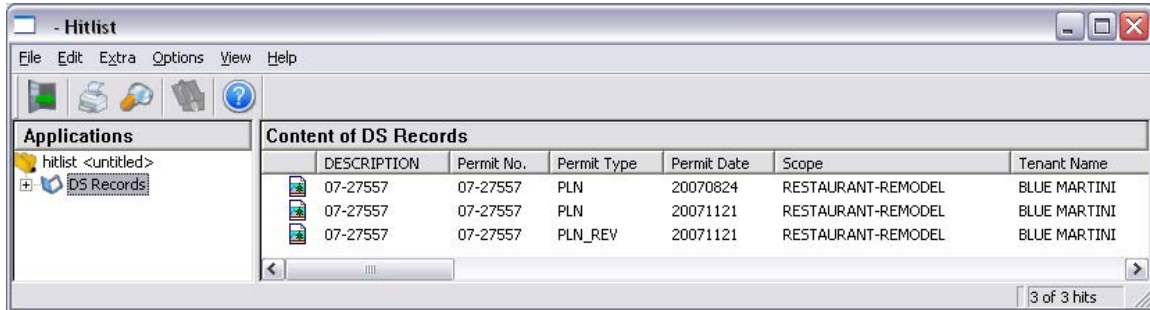 - Hitlist
File Edit Extra Options View Help
Applications
hitlist <untitled>
DS Records
Content of DS Records
DESCRIPTION Permit No. Permit Type Permit Date Scope Tenant Name
07-27557 07-27557 PLN 20070824 RESTAURANT-REMODEL BLUE MARTINI
07-27557 07-27557 PLN 20071121 RESTAURANT-REMODEL BLUE MARTINI
07-27557 07-27557 PLN_REV 20071121 RESTAURANT-REMODEL BLUE MARTINI
3 of 3 hits